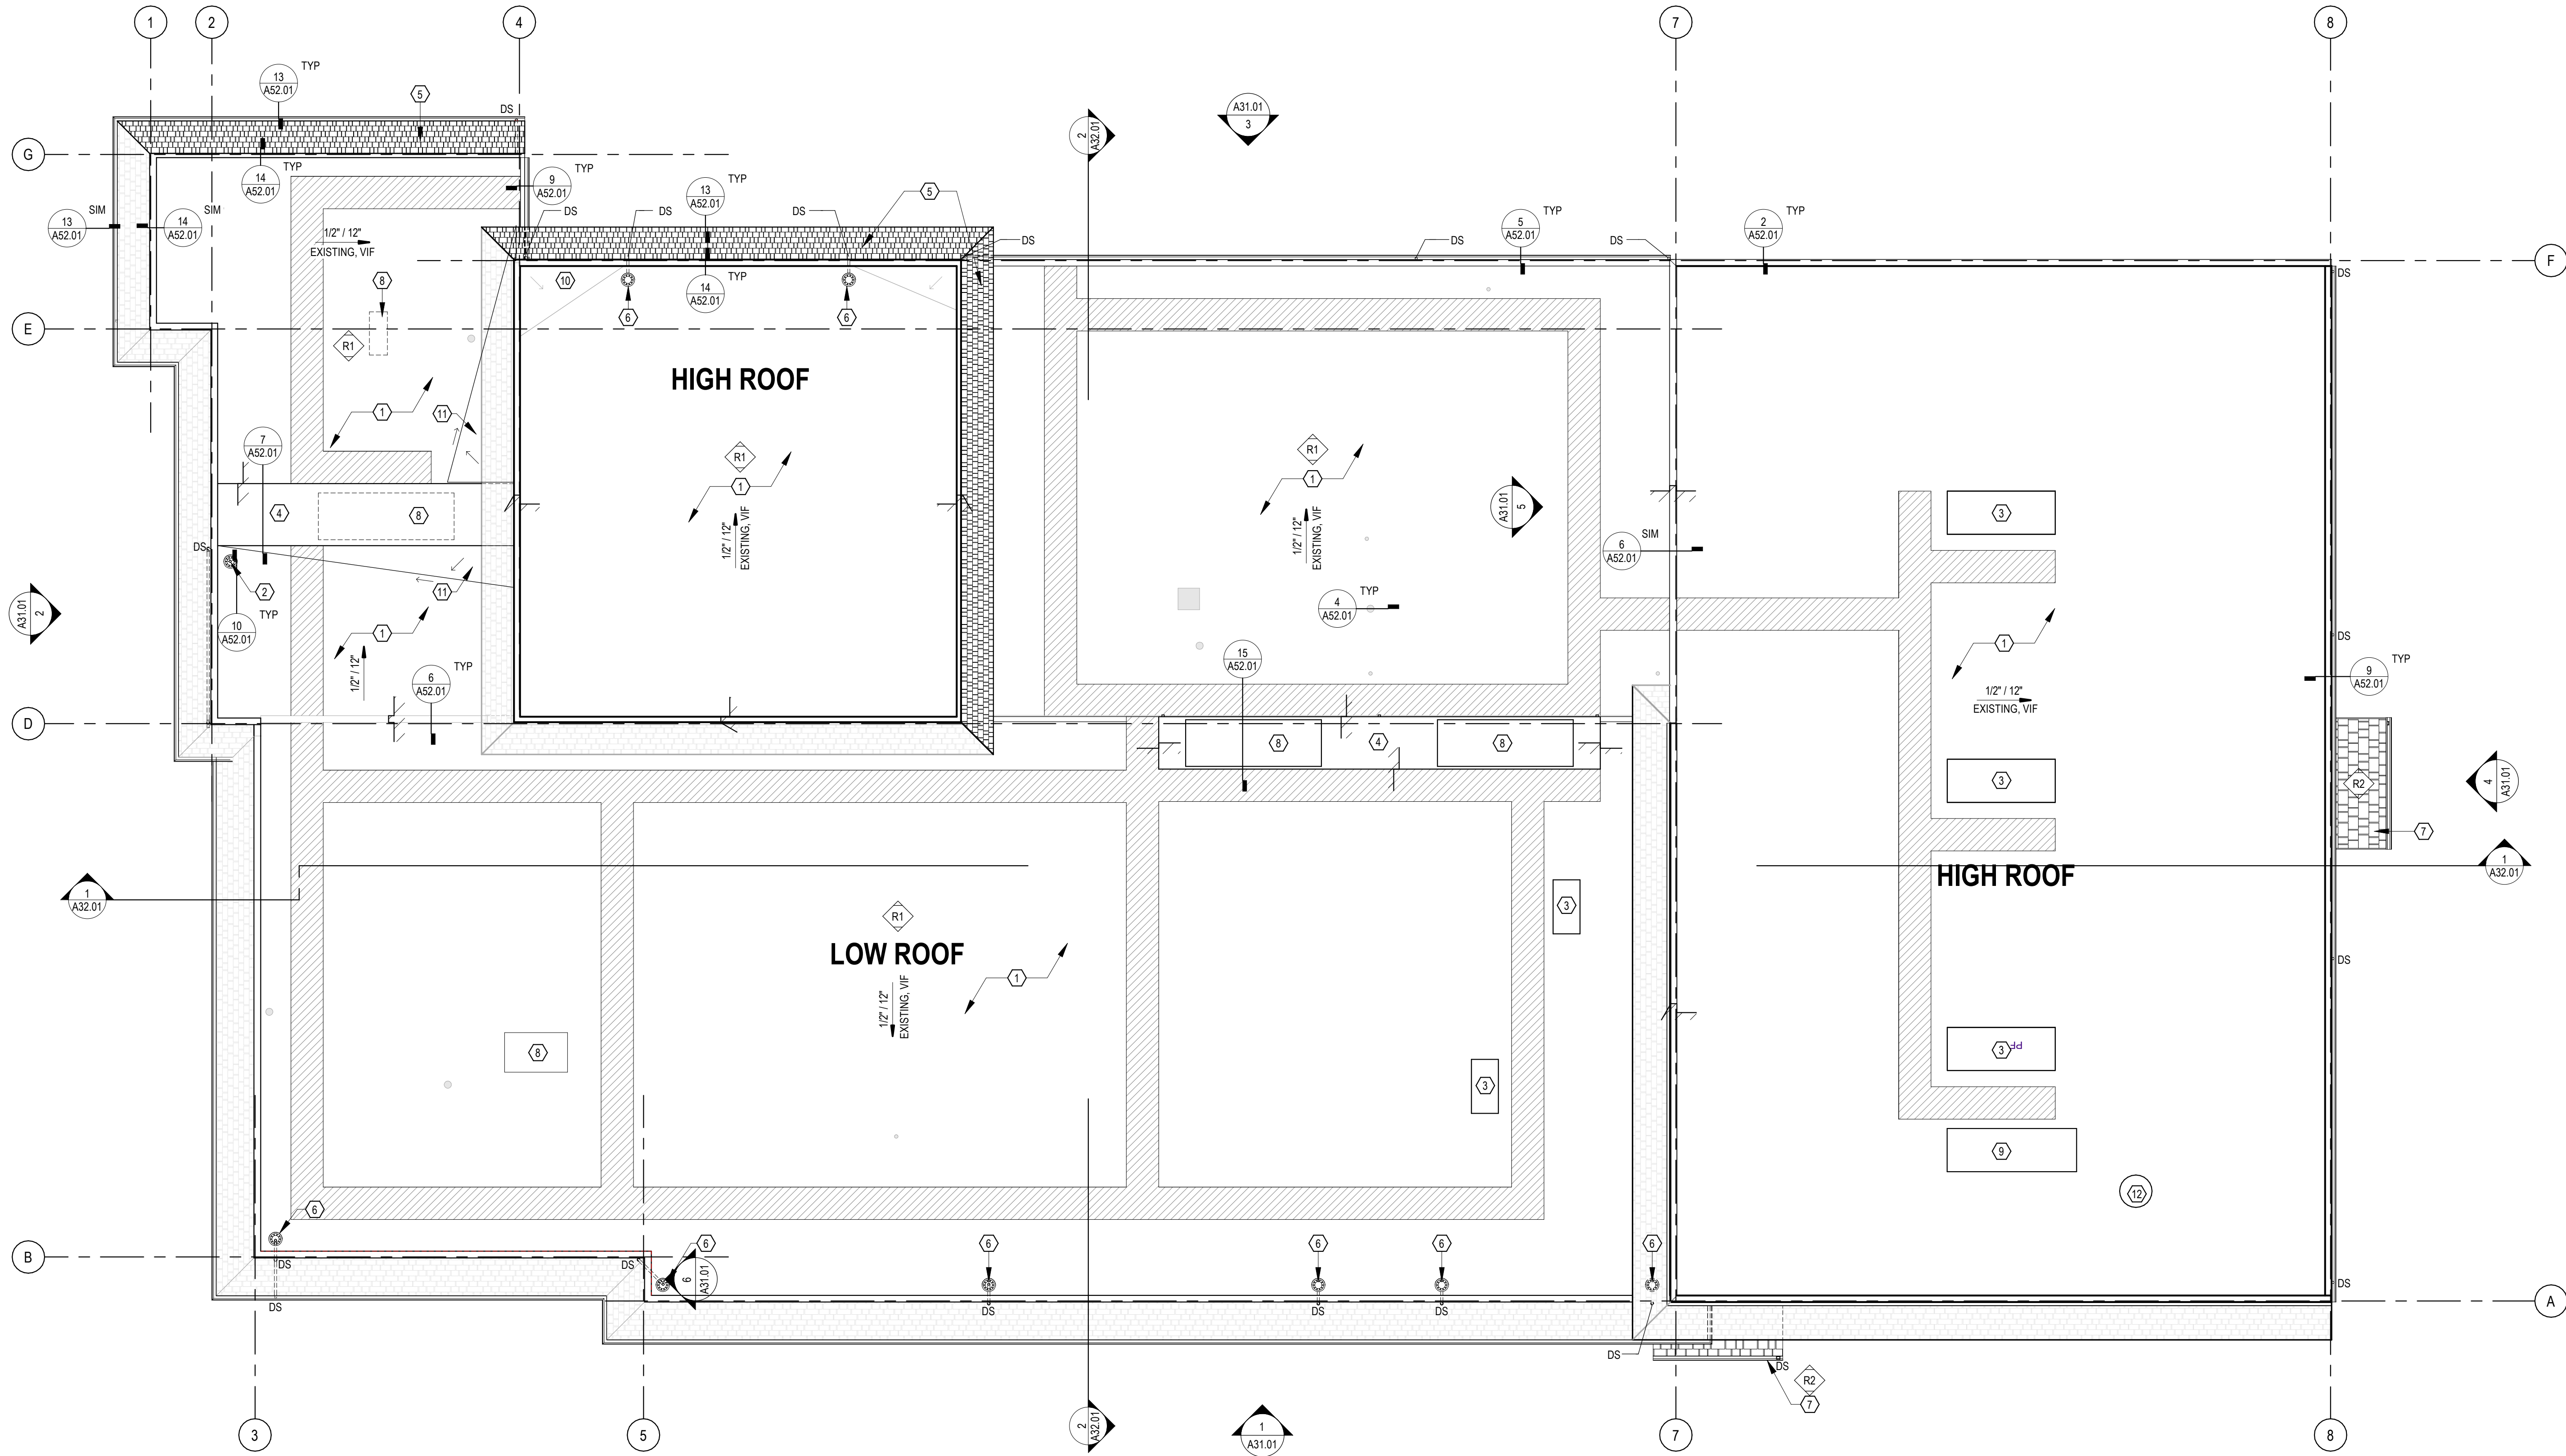 1
2
4
7
8
13
A52.01
TYP
5
DS
A31.01
3
2
A32.01
G
14
A52.01
TYP
9
A52.01
TYP
13
A52.01
TYP
5
13
A52.01
SIM
14
A52.01
SIM
DS
DS
DS
DS
5
A52.01
TYP
DS
2
A52.01
TYP
DS
1/2" / 12"
EXISTING, VIF
F
8
10
14
A52.01
TYP
DS
6
6
E
R1
HIGH ROOF
1
11
7
A52.01
R1
1
1/2" / 12"
EXISTING, VIF
R1
1
1/2" / 12"
EXISTING, VIF
A31.01
5
3
4
8
DS
6
A52.01
SIM
2
11
A31.01
2
10
A52.01
TYP
1
4
A52.01
TYP
DS
1
1/2" / 12"
6
A52.01
TYP
15
A52.01
9
A52.01
TYP
1/2" / 12"
EXISTING, VIF
D
8
4
8
3
R2
4
A31.01
7
1
A32.01
HIGH ROOF
1
A32.01
3
R1
LOW ROOF
DS
1
1/2" / 12"
EXISTING, VIF
8
3
PP
3
9
12
6
B
DS
DS
6
6
A31.01
6
6
6
6
DS
DS
DS
DS
DS
A
DS
DS
R2
7
3
5
2
A32.01
1
A31.01
7
8